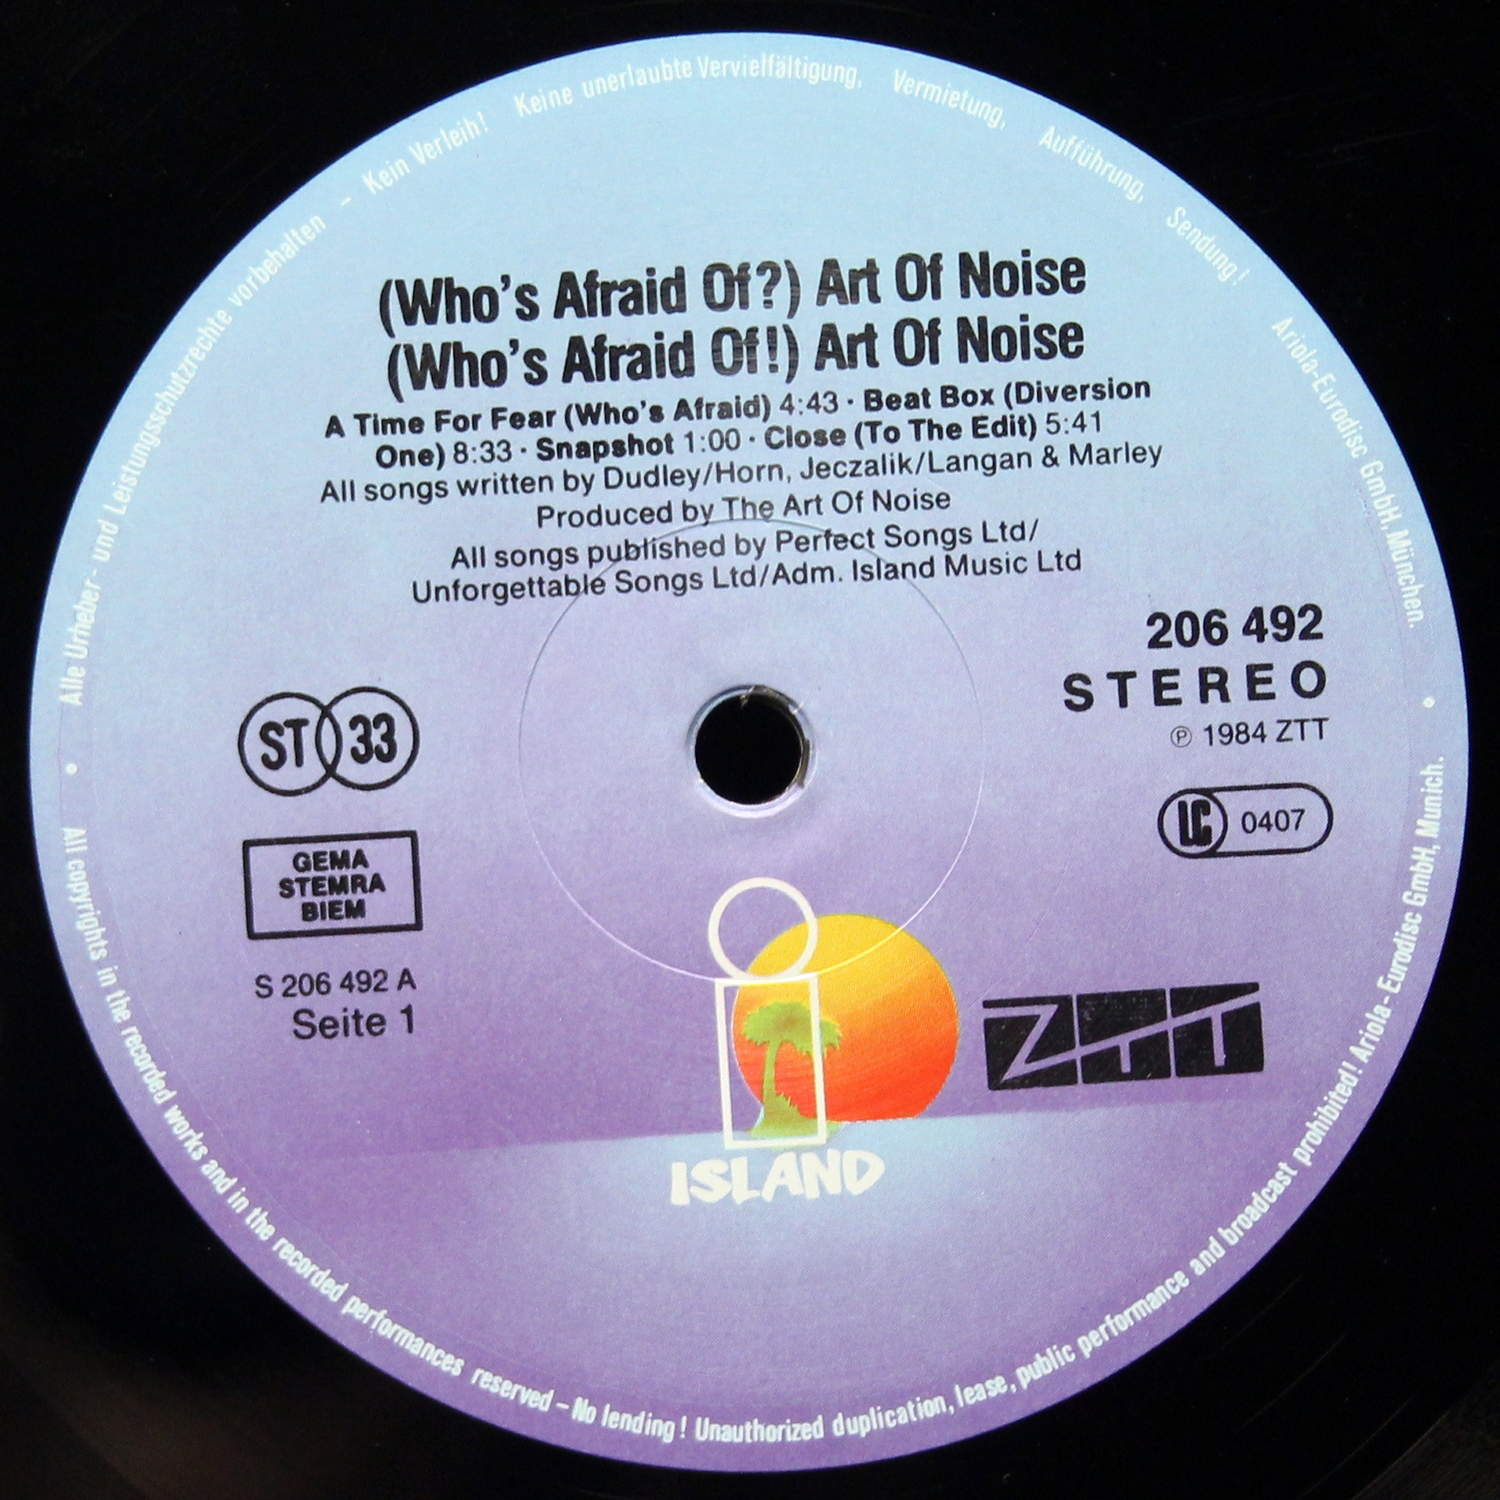 Alle Urheber- und Leistungsschutzrechte vorbehalten – Kein Verleih! Keine unerlaubte Vervielfältigung, Vermietung, Aufführung, Sendung! Ariola-Eurodisc GmbH, München.
(Who's Afraid Of?) Art Of Noise
(Who's Afraid Of!) Art Of Noise
A Time For Fear (Who's Afraid) 4:43 · Beat Box (Diversion
One) 8:33 · Snapshot 1:00 · Close (To The Edit) 5:41
All songs written by Dudley/Horn, Jeczalik/Langan & Marley
Produced by The Art Of Noise
All songs published by Perfect Songs Ltd/
Unforgettable Songs Ltd/Adm. Island Music Ltd
206 492
STEREO
℗ 1984 ZTT
ST 33
LC 0407
GEMA
STEMRA
BIEM
S 206 492 A
Seite 1
ZTT
ISLAND
All copyrights in the recorded works and in the recorded performances reserved – No lending! Unauthorized duplication, lease, public performance and broadcast prohibited! Ariola-Eurodisc GmbH, Munich.